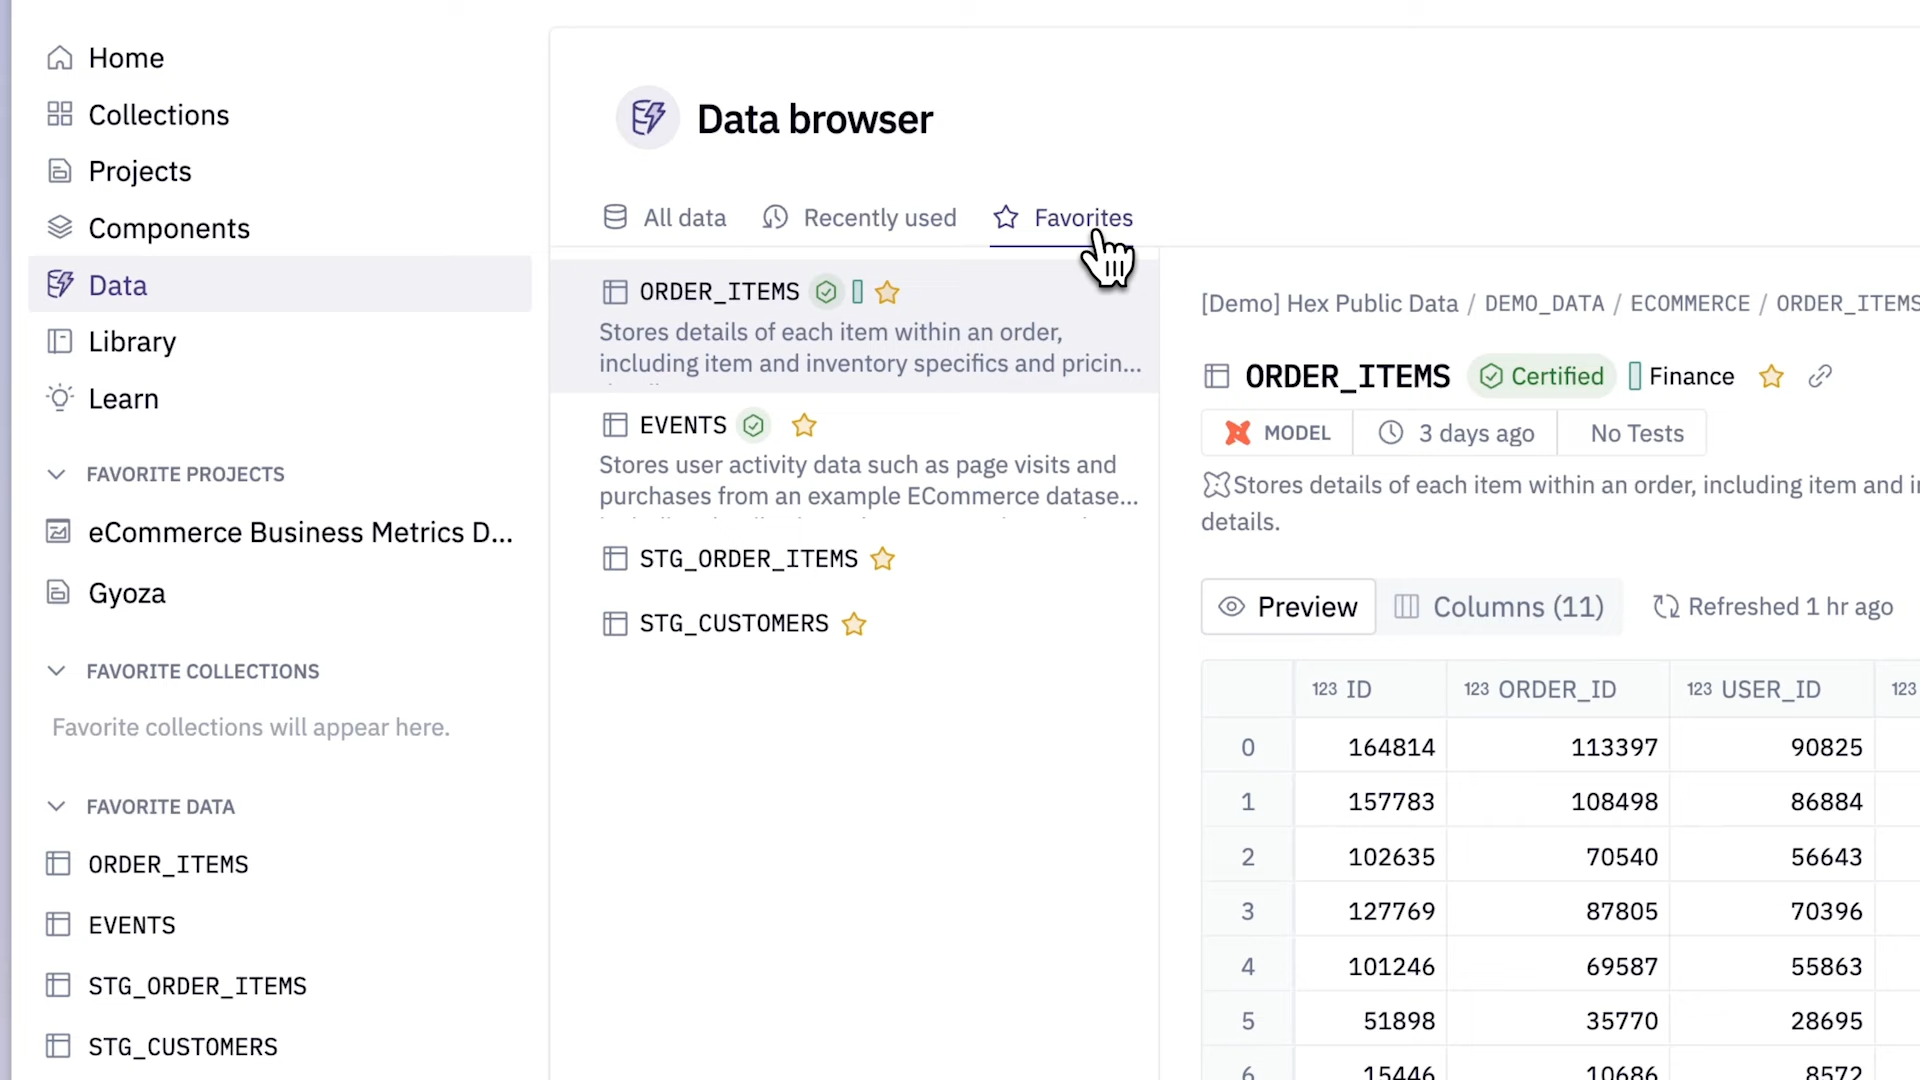 Home
Collections
Projects
Components
Data
Library
Learn
FAVORITE PROJECTS
eCommerce Business Metrics D...
Gyoza
FAVORITE COLLECTIONS
Favorite collections will appear here.
FAVORITE DATA
ORDER_ITEMS
EVENTS
STG_ORDER_ITEMS
STG_CUSTOMERS
Data browser
All data Recently used Favorites
ORDER_ITEMS
Stores details of each item within an order,
including item and inventory specifics and pricin...
EVENTS
Stores user activity data such as page visits and
purchases from an example ECommerce datase...
STG_ORDER_ITEMS
STG_CUSTOMERS
[Demo] Hex Public Data / DEMO_DATA / ECOMMERCE / ORDER_ITEMS
ORDER_ITEMS Certified Finance
MODEL 3 days ago No Tests
Stores details of each item within an order, including item and
details.
Preview Columns (11) Refreshed 1 hr ago
123 ID 123 ORDER_ID 123 USER_ID 123
0 164814 113397 90825
1 157783 108498 86884
2 102635 70540 56643
3 127769 87805 70396
4 101246 69587 55863
5 51898 35770 28695
6 15446 10686 8572